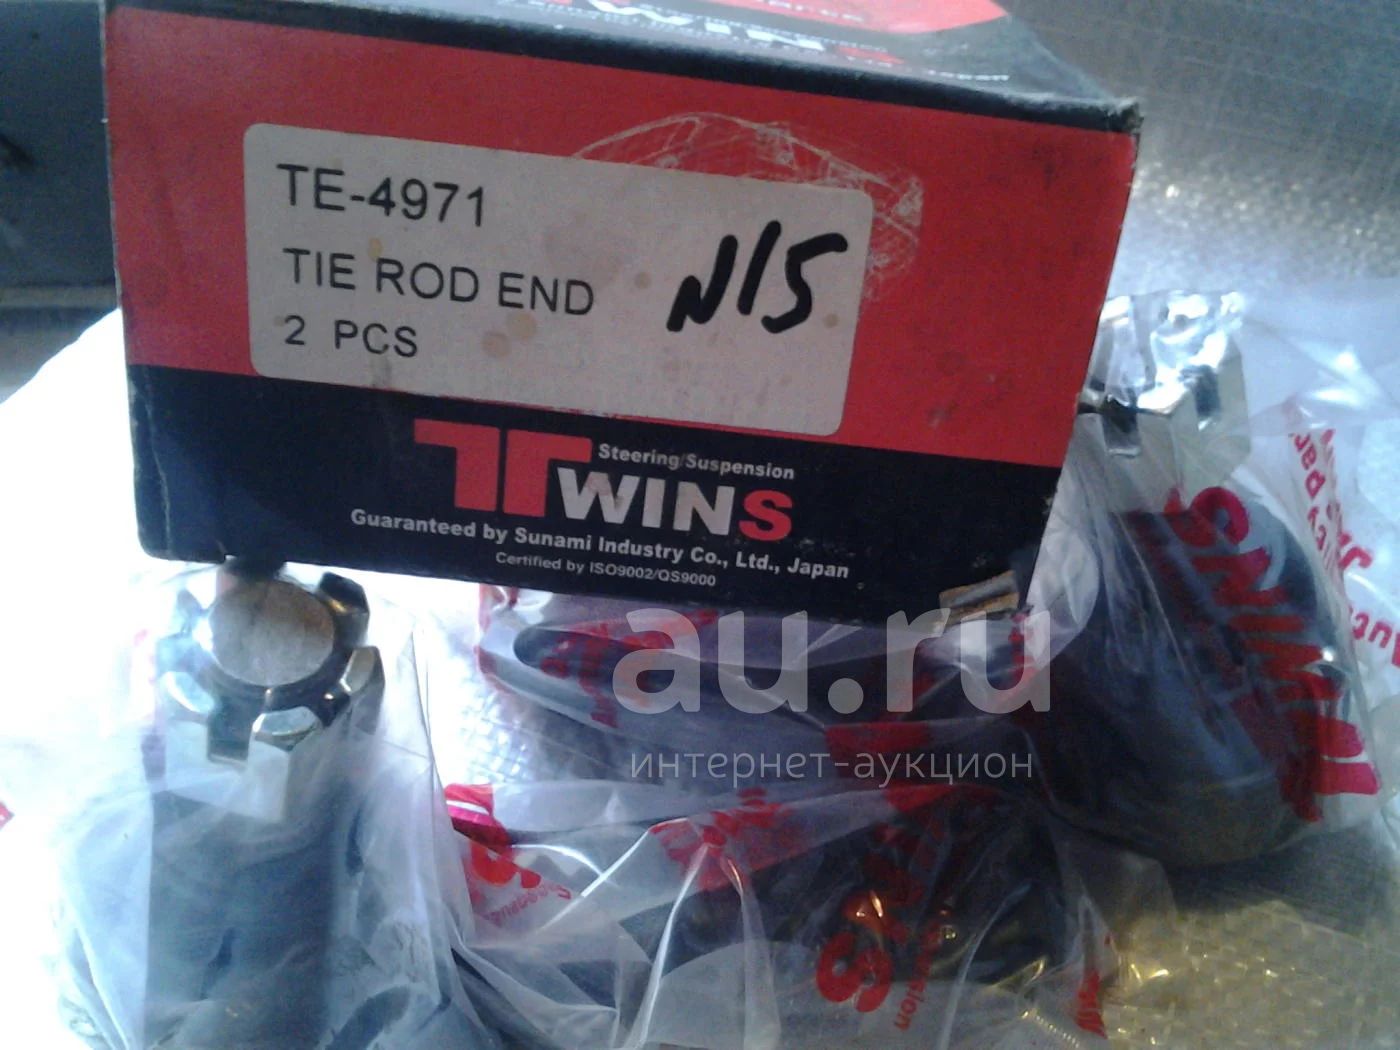 TE-4971
TIE ROD END
2 PCS
N15
Steering/Suspension
TWINS
Guaranteed by Sunami Industry Co., Ltd., Japan
Certified by ISO9002/QS9000
au.ru
интернет-аукцион